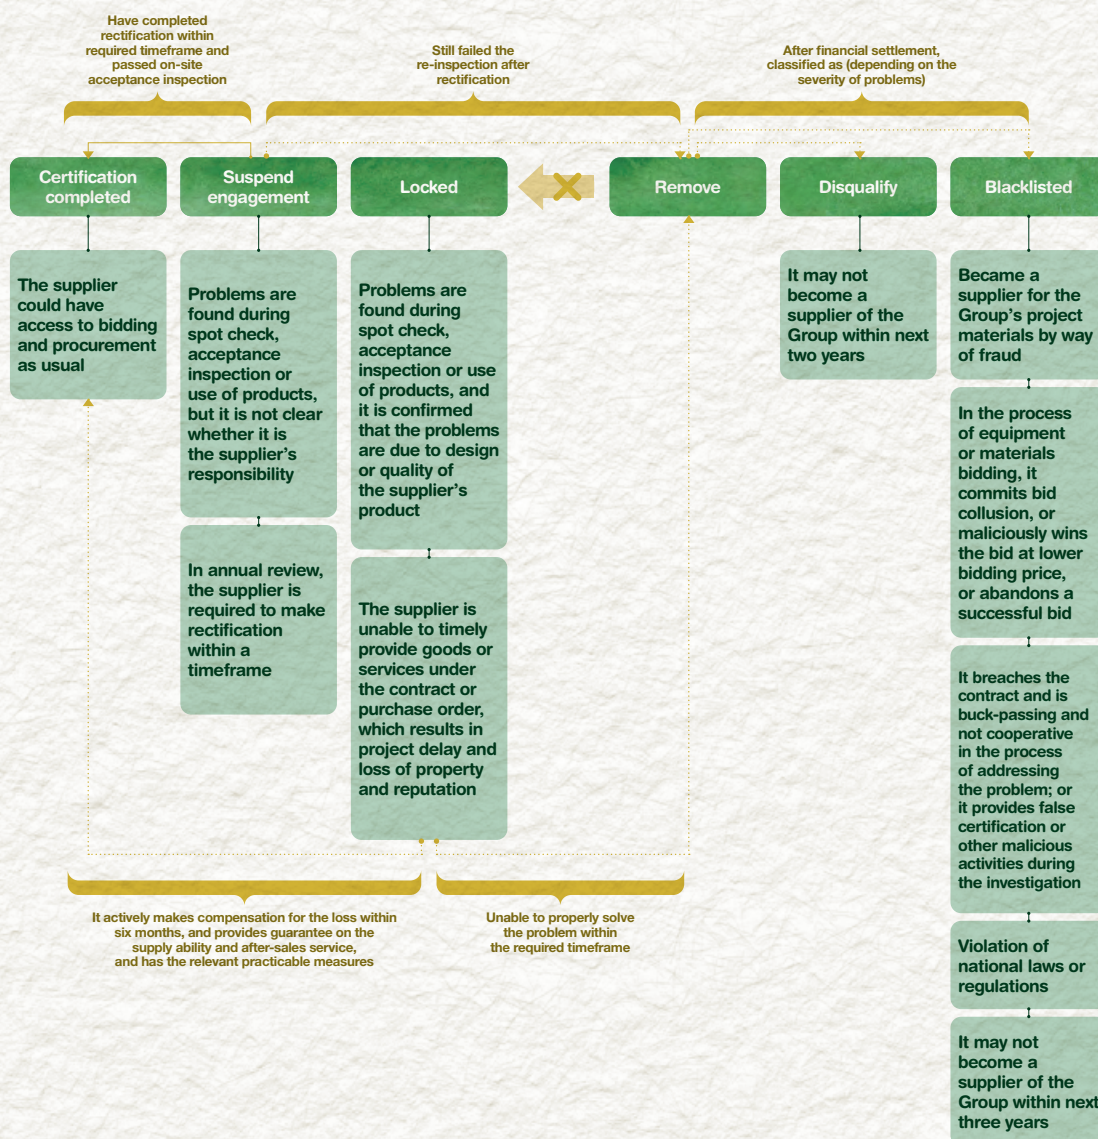 Have completed
rectification within
required timeframe and
passed on-site
acceptance inspection
Still failed the
re-inspection after
rectification
After financial settlement,
classified as (depending on the
severity of problems)
Certification
completed
Suspend
engagement
Locked
Remove
Disqualify
Blacklisted
The supplier
could have
access to bidding
and procurement
as usual
Problems are
found during
spot check,
acceptance
inspection or
use of products,
but it is not clear
whether it is
the supplier's
responsibility
In annual review,
the supplier is
required to make
rectification
within a
timeframe
Problems are
found during
spot check,
acceptance
inspection or use
of products, and
it is confirmed
that the problems
are due to design
or quality of
the supplier's
product
The supplier is
unable to timely
provide goods or
services under
the contract or
purchase order,
which results in
project delay and
loss of property
and reputation
It may not
become a
supplier of the
Group within next
two years
Became a
supplier for the
Group's project
materials by way
of fraud
In the process
of equipment
or materials
bidding, it
commits bid
collusion, or
maliciously wins
the bid at lower
bidding price,
or abandons a
successful bid
It breaches the
contract and is
buck-passing and
not cooperative
in the process
of addressing
the problem; or
it provides false
certification or
other malicious
activities during
the investigation
Violation of
national laws or
regulations
It may not
become a
supplier of the
Group within next
three years
It actively makes compensation for the loss within
six months, and provides guarantee on the
supply ability and after-sales service,
and has the relevant practicable measures
Unable to properly solve
the problem within
the required timeframe